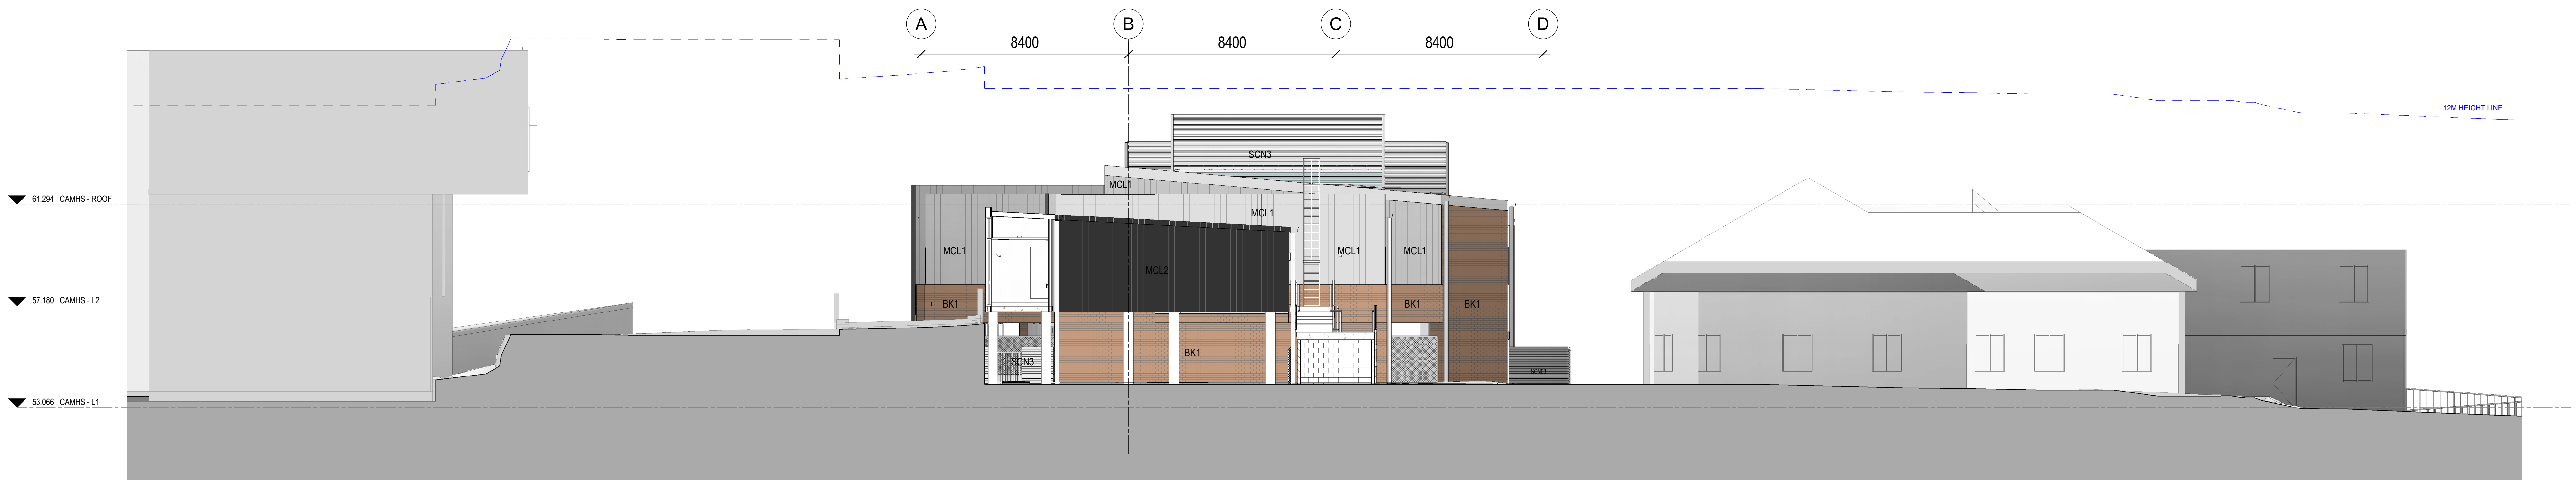 A B C D
8400 8400 8400
12M HEIGHT LINE
SCN3
MCL1
61.294 CAMHS - ROOF
MCL1
MCL1 MCL1 MCL1
MCL2
57.180 CAMHS - L2
BK1 BK1 BK1
BK1
SCN3
SCN3
53.066 CAMHS - L1